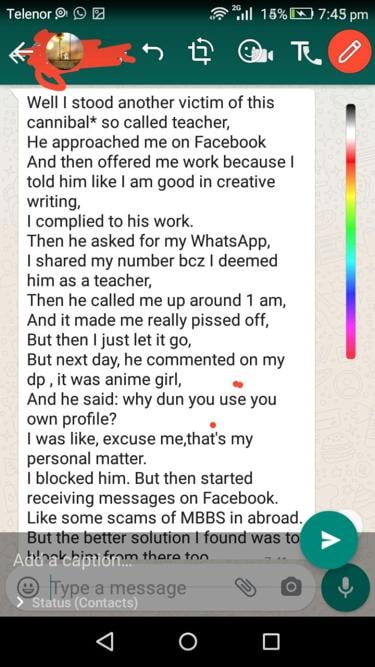 Telenor 2G 15% 7:45 pm
Well I stood another victim of this
cannibal* so called teacher,
He approached me on Facebook
And then offered me work because I
told him like I am good in creative
writing,
I complied to his work.
Then he asked for my WhatsApp,
I shared my number bcz I deemed
him as a teacher,
Then he called me up around 1 am,
And it made me really pissed off,
But then I just let it go,
But next day, he commented on my
dp , it was anime girl,
And he said: why dun you use you
own profile?
I was like, excuse me,that's my
personal matter.
I blocked him. But then started
receiving messages on Facebook.
Like some scams of MBBS in abroad.
But the better solution I found was to
block him from there too
Add a caption...
Type a message
Status (Contacts)